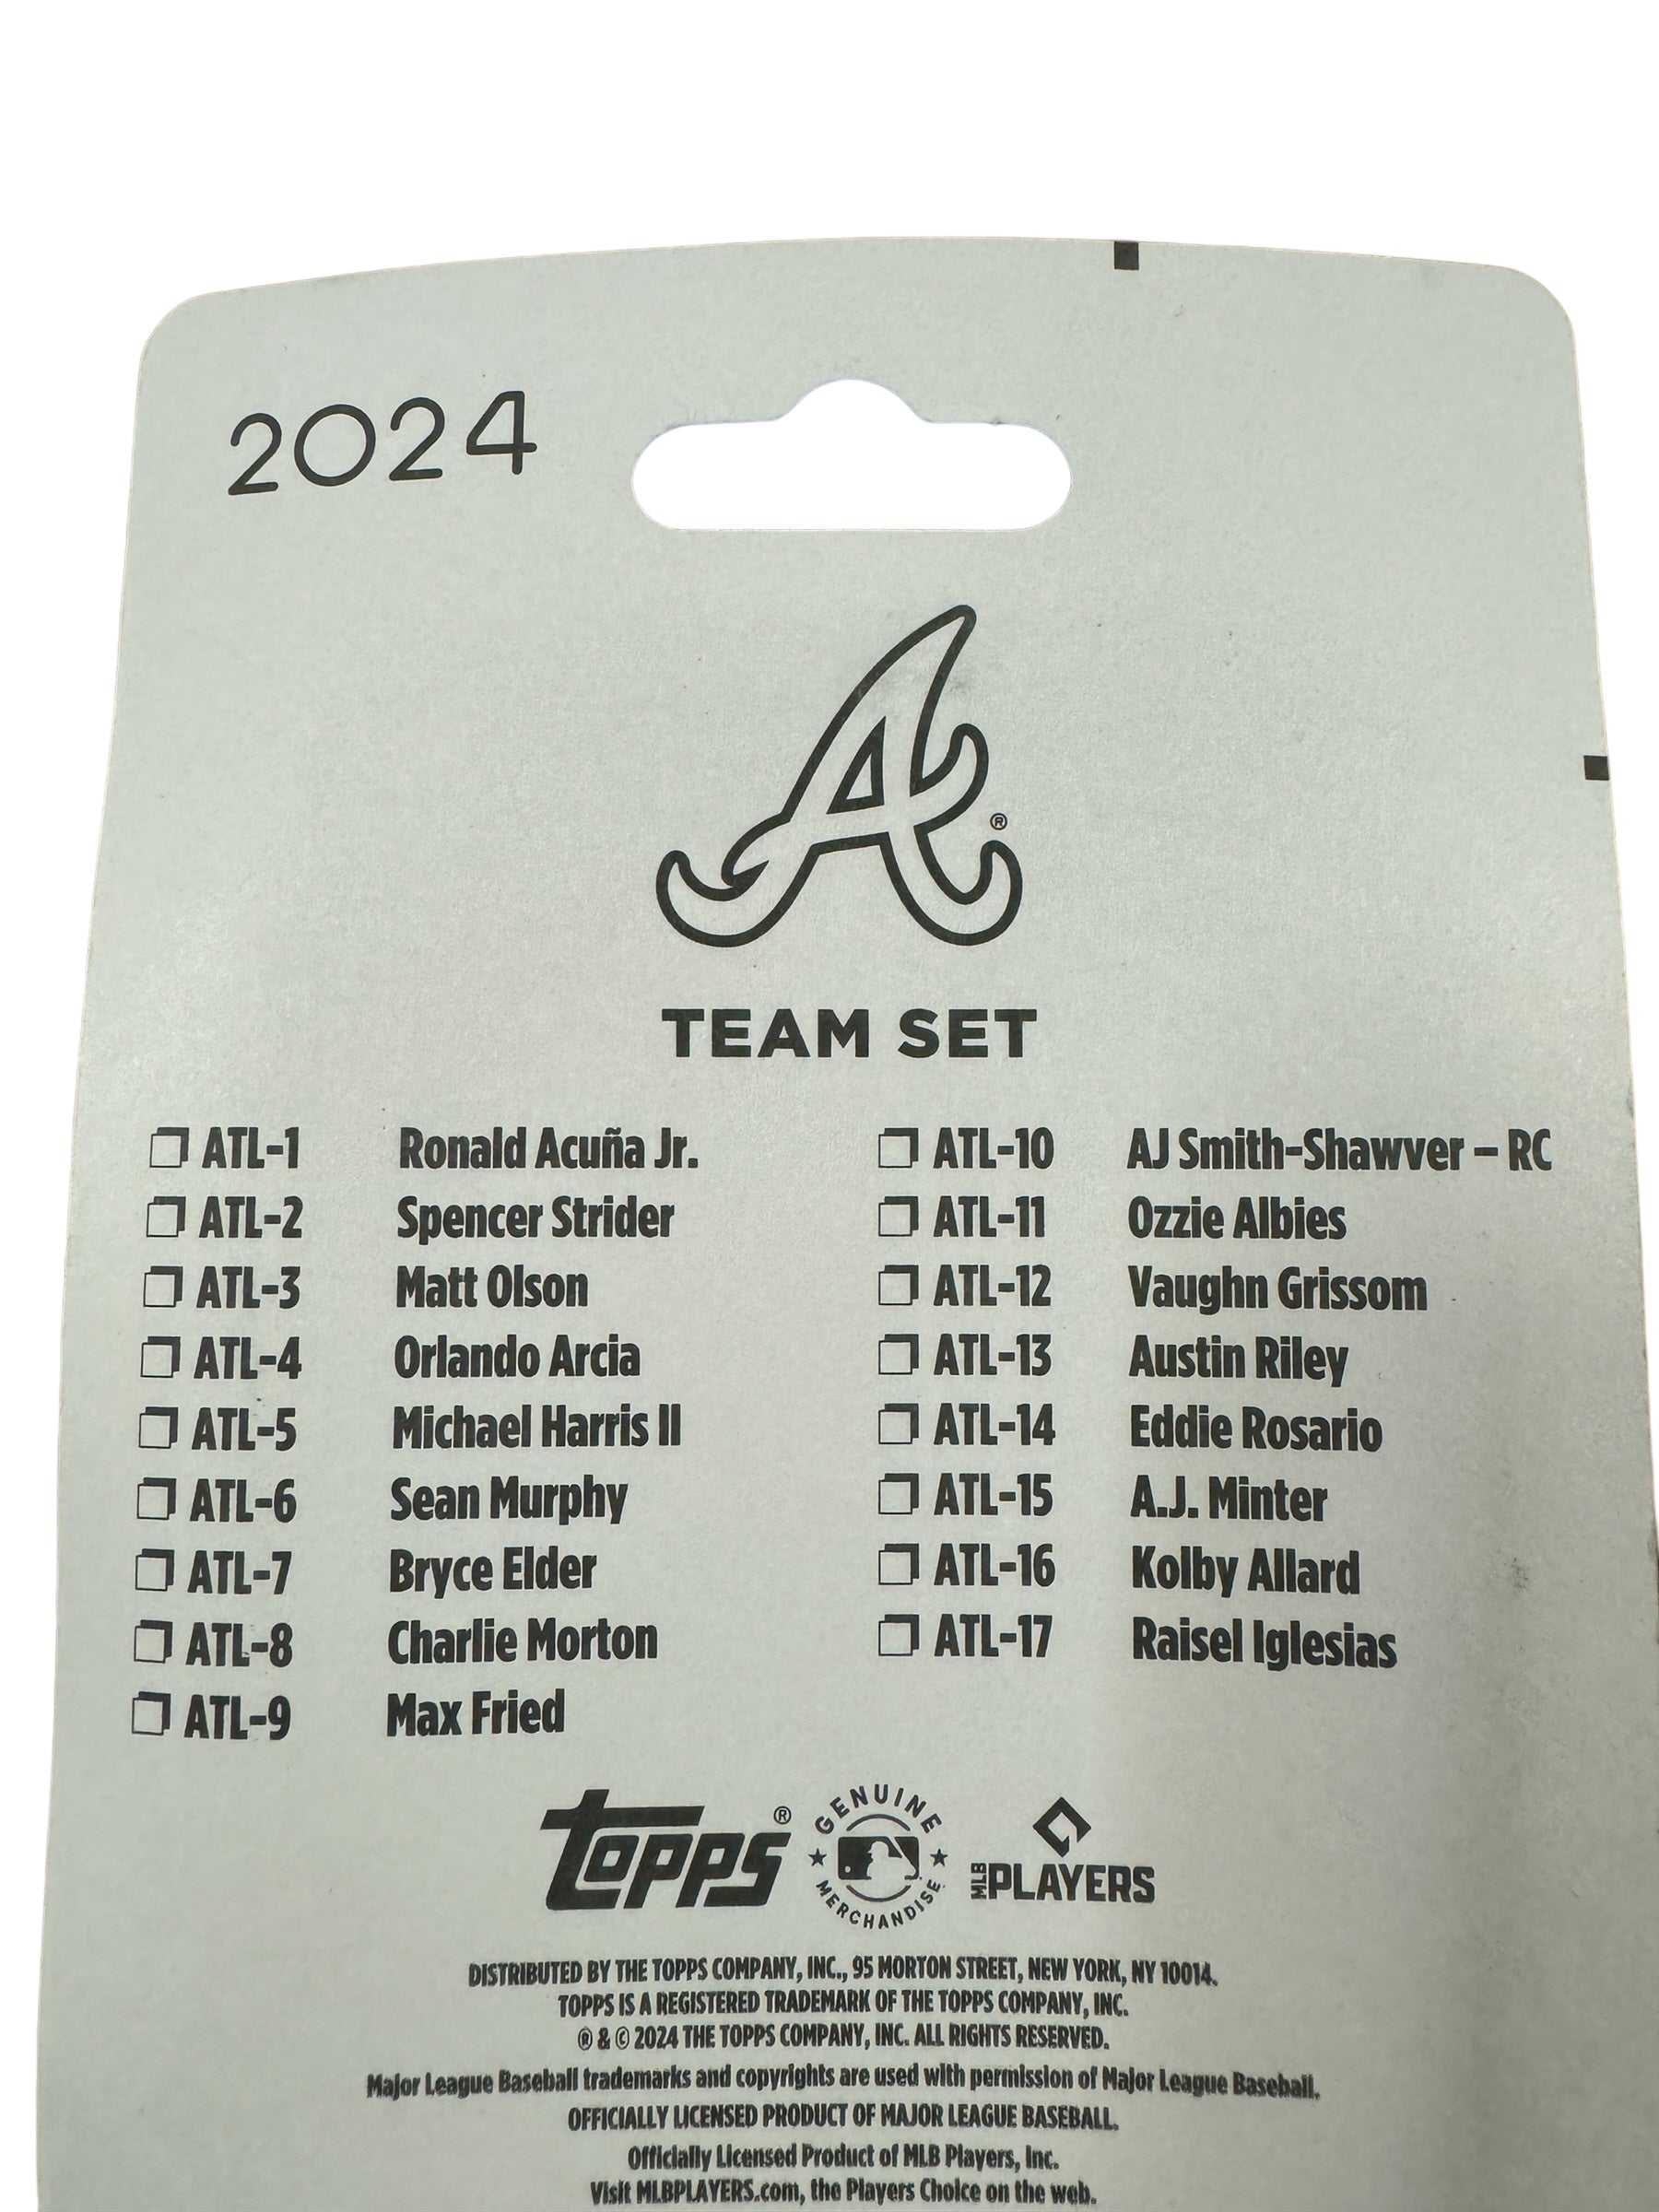 2024
A ®
TEAM SET
ATL-1 Ronald Acuña Jr.
ATL-2 Spencer Strider
ATL-3 Matt Olson
ATL-4 Orlando Arcia
ATL-5 Michael Harris II
ATL-6 Sean Murphy
ATL-7 Bryce Elder
ATL-8 Charlie Morton
ATL-9 Max Fried
ATL-10 AJ Smith-Shawver – RC
ATL-11 Ozzie Albies
ATL-12 Vaughn Grissom
ATL-13 Austin Riley
ATL-14 Eddie Rosario
ATL-15 A.J. Minter
ATL-16 Kolby Allard
ATL-17 Raisel Iglesias
Topps®
GENUINE MERCHANDISE
MLB PLAYERS
DISTRIBUTED BY THE TOPPS COMPANY, INC., 95 MORTON STREET, NEW YORK, NY 10014.
TOPPS IS A REGISTERED TRADEMARK OF THE TOPPS COMPANY, INC.
® & © 2024 THE TOPPS COMPANY, INC. ALL RIGHTS RESERVED.
Major League Baseball trademarks and copyrights are used with permission of Major League Baseball.
OFFICIALLY LICENSED PRODUCT OF MAJOR LEAGUE BASEBALL.
Officially Licensed Product of MLB Players, Inc.
Visit MLBPLAYERS.com, the Players Choice on the web.